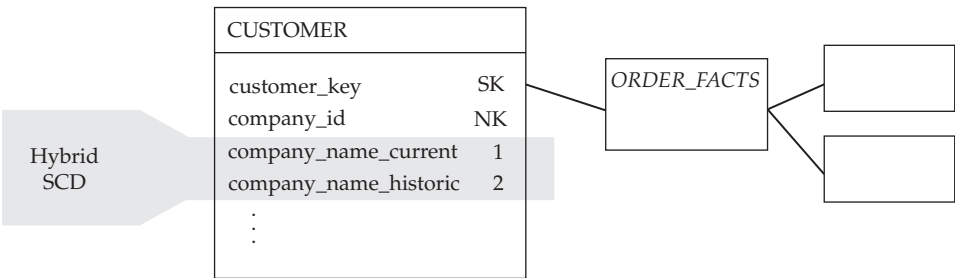 CUSTOMER
customer_key SK
company_id NK
company_name_current 1
company_name_historic 2
.
.
.
Hybrid
SCD
ORDER_FACTS